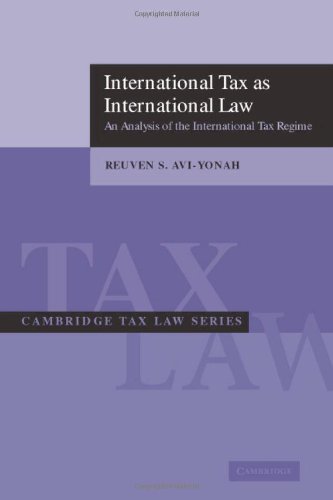 International Tax as
International Law
An Analysis of the International Tax Regime
REUVEN S. AVI-YONAH
TAX
CAMBRIDGE TAX LAW SERIES
LAW
CAMBRIDGE